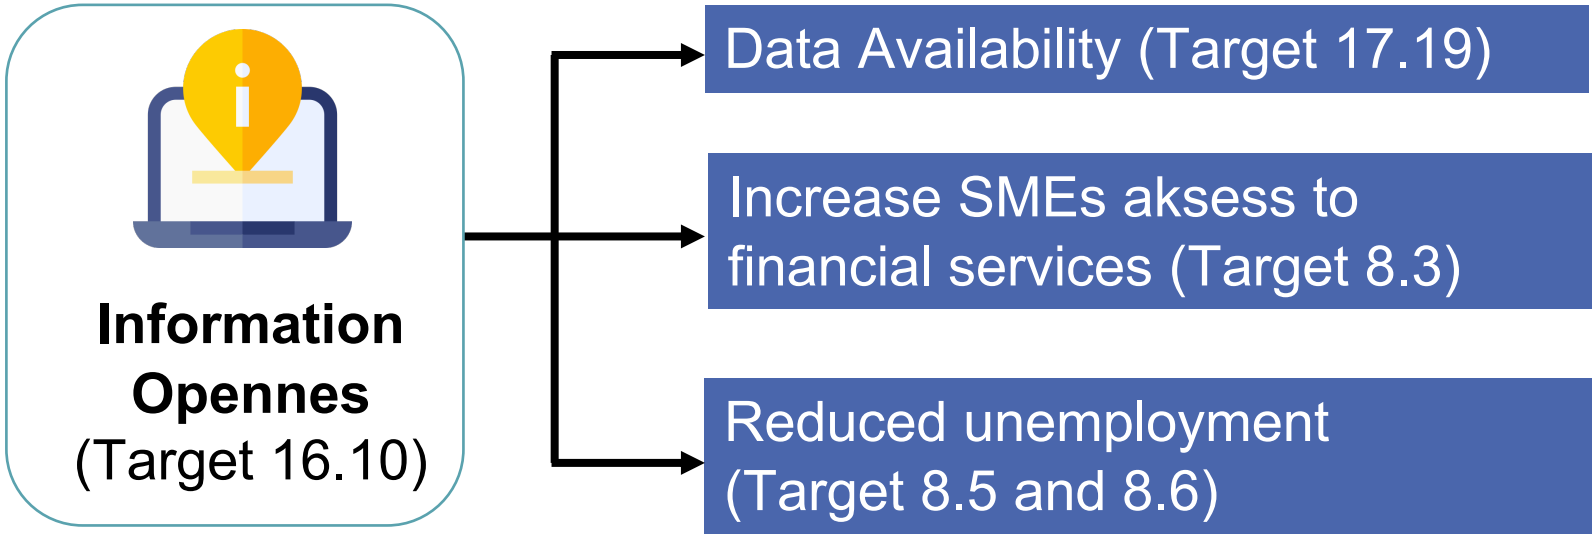 Information
Opennes
(Target 16.10)
Data Availability (Target 17.19)
Increase SMEs aksess to
financial services (Target 8.3)
Reduced unemployment
(Target 8.5 and 8.6)